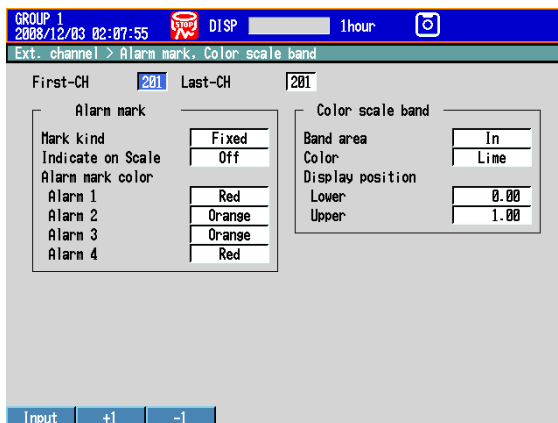 GROUP 1
2008/12/03 02:07:55 STOP DISP 1hour
Ext. channel > Alarm mark, Color scale band
First-CH 201 Last-CH 201
Alarm mark
Mark kind Fixed
Indicate on Scale Off
Alarm mark color
Alarm 1 Red
Alarm 2 Orange
Alarm 3 Orange
Alarm 4 Red
Color scale band
Band area In
Color Lime
Display position
Lower 0.00
Upper 1.00
Input +1 -1